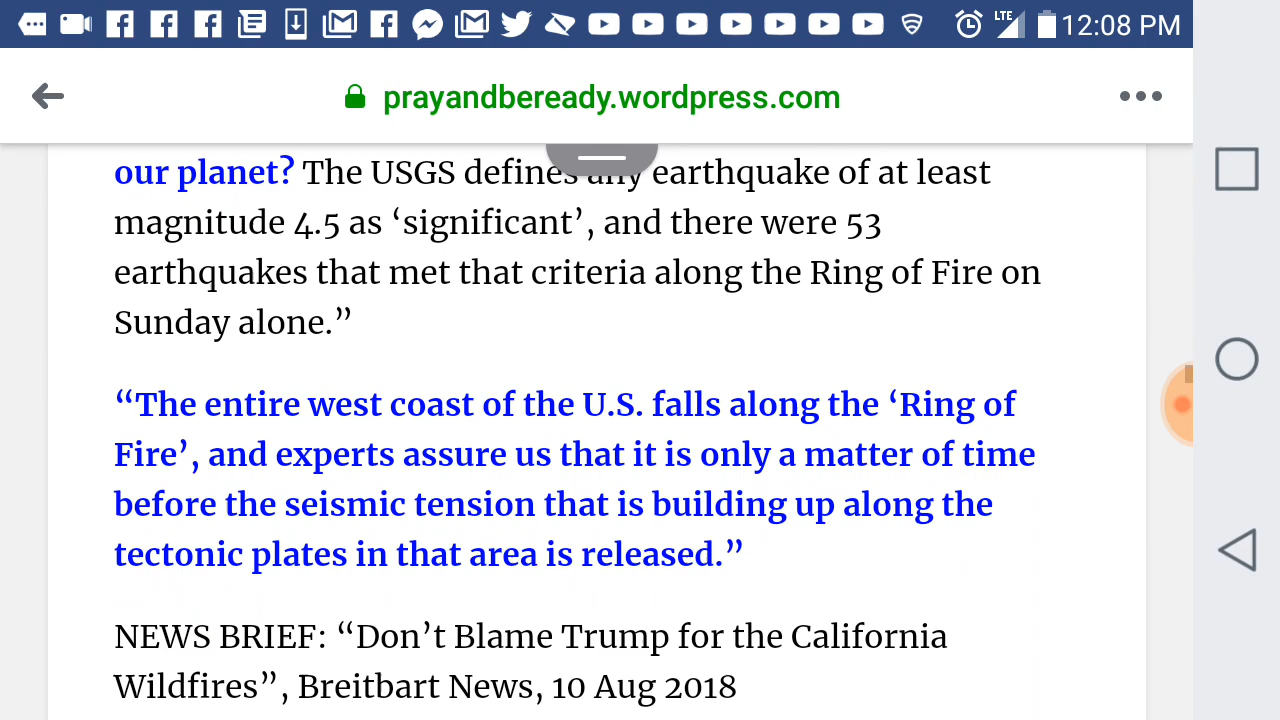 LTE 12:08 PM
prayandbeready.wordpress.com
our planet? The USGS defines any earthquake of at least
magnitude 4.5 as ‘significant’, and there were 53
earthquakes that met that criteria along the Ring of Fire on
Sunday alone.”
“The entire west coast of the U.S. falls along the ‘Ring of
Fire’, and experts assure us that it is only a matter of time
before the seismic tension that is building up along the
tectonic plates in that area is released.”
NEWS BRIEF: “Don’t Blame Trump for the California
Wildfires”, Breitbart News, 10 Aug 2018